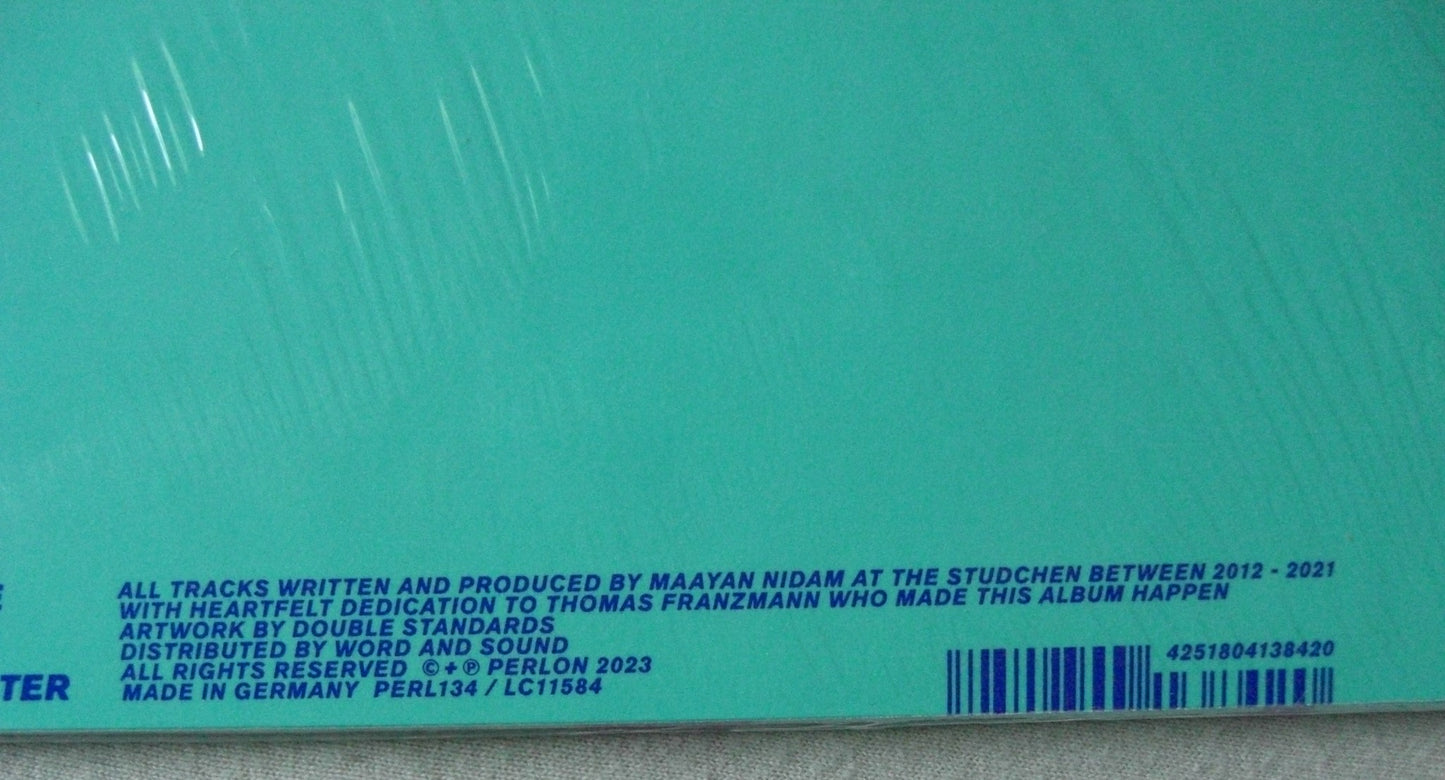 ALL TRACKS WRITTEN AND PRODUCED BY MAAYAN NIDAM AT THE STUDCHEN BETWEEN 2012 - 2021
WITH HEARTFELT DEDICATION TO THOMAS FRANZMANN WHO MADE THIS ALBUM HAPPEN
ARTWORK BY DOUBLE STANDARDS
DISTRIBUTED BY WORD AND SOUND
ALL RIGHTS RESERVED ©+℗ PERLON 2023
MADE IN GERMANY PERL134 / LC11584
TER
4251804138420